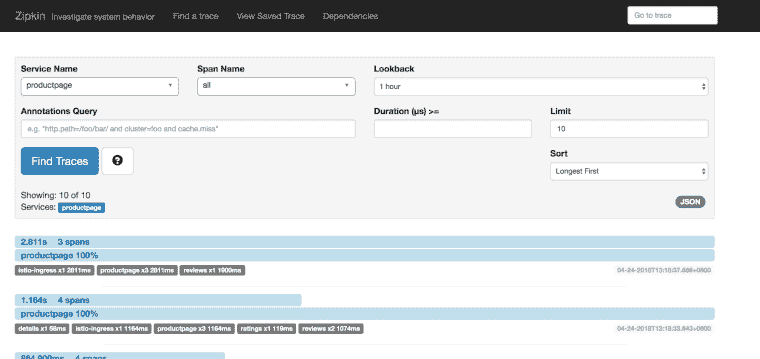 Zipkin Investigate system behavior Find a trace View Saved Trace Dependencies Go to trace
Service Name Span Name Lookback
productpage all 1 hour
Annotations Query Duration (μs) >= Limit
e.g. "http.path=/foo/bar/ and cluster=foo and cache.miss" 10
Find Traces ? Sort
Longest First
Showing: 10 of 10
Services: productpage JSON
2.811s 3 spans
productpage 100%
istio-ingress x1 2811ms productpage x3 2811ms reviews x1 1900ms 04-24-2018T13:18:37.886+0800
1.164s 4 spans
productpage 100%
details x1 58ms istio-ingress x1 1164ms productpage x3 1164ms ratings x1 119ms reviews x2 1074ms 04-24-2018T13:18:33.843+0800
864.900ms 4 spans